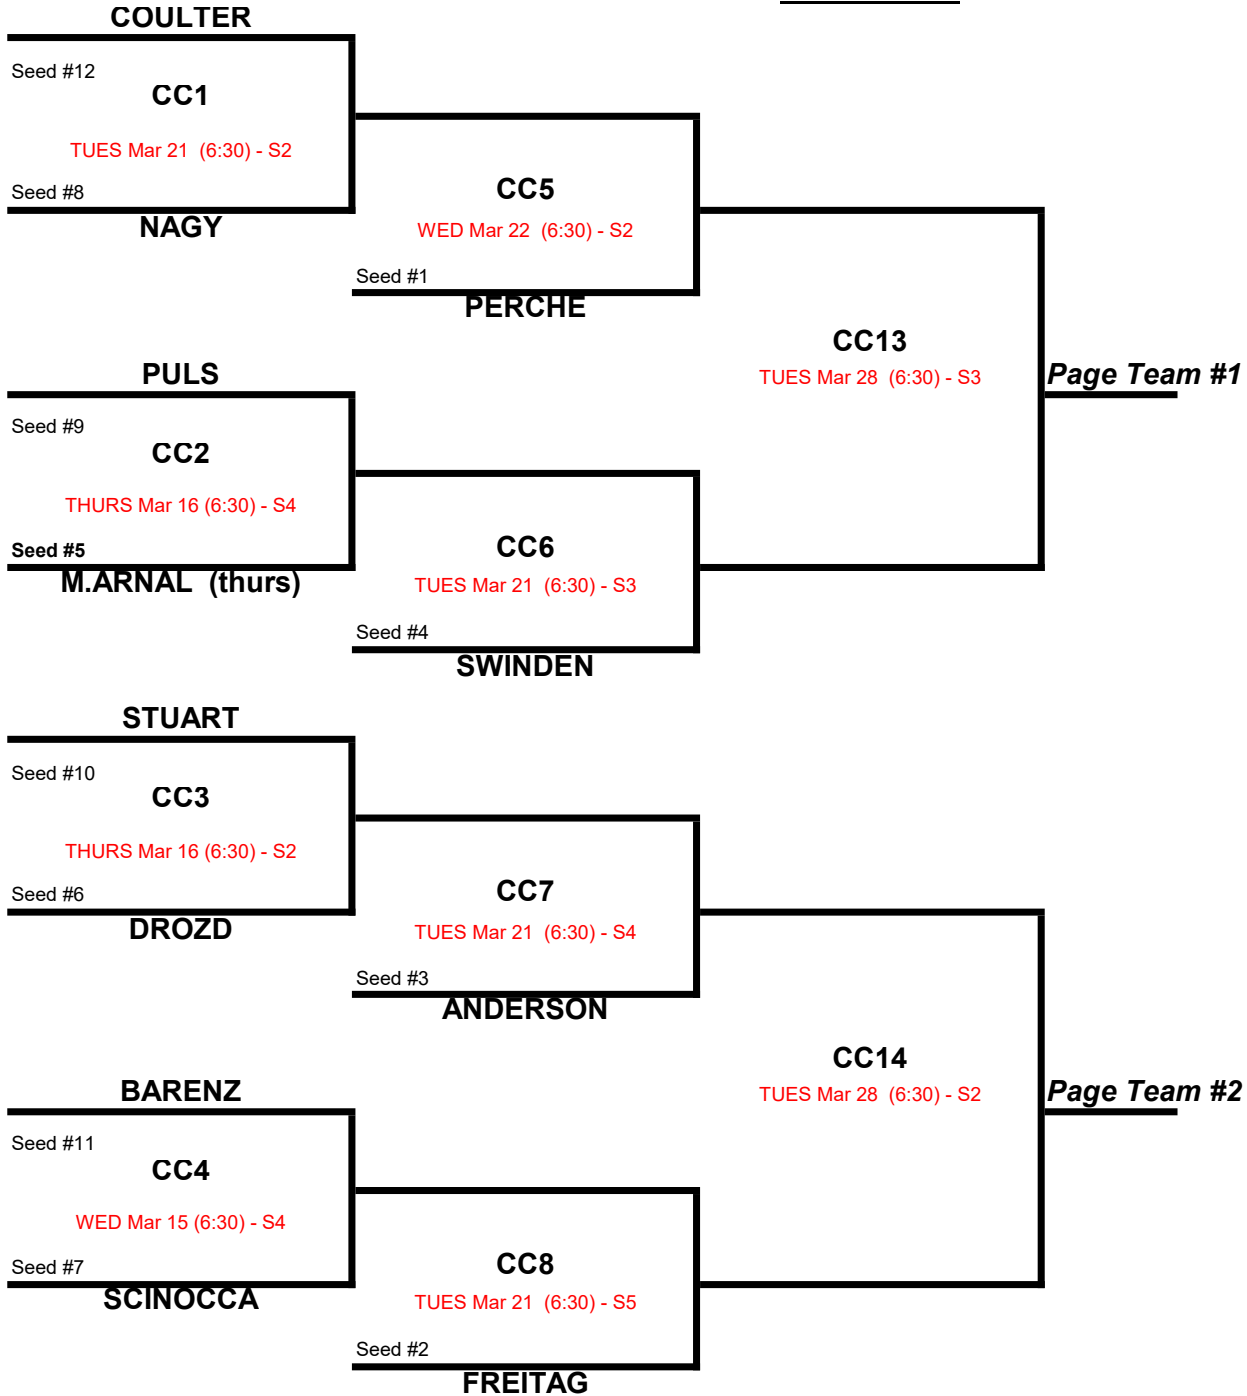 COULTER
Seed #12
CC1
TUES Mar 21  (6:30) - S2
Seed #8
NAGY
CC5
WED Mar 22  (6:30) - S2
Seed #1
PERCHE
CC13
TUES Mar 28  (6:30) - S3
Page Team #1
PULS
Seed #9
CC2
THURS Mar 16 (6:30) - S4
Seed #5
M.ARNAL  (thurs)
CC6
TUES Mar 21  (6:30) - S3
Seed #4
SWINDEN
STUART
Seed #10
CC3
THURS Mar 16 (6:30) - S2
Seed #6
DROZD
CC7
TUES Mar 21  (6:30) - S4
Seed #3
ANDERSON
CC14
TUES Mar 28  (6:30) - S2
Page Team #2
BARENZ
Seed #11
CC4
WED Mar 15 (6:30) - S4
Seed #7
SCINOCCA
CC8
TUES Mar 21  (6:30) - S5
Seed #2
FREITAG